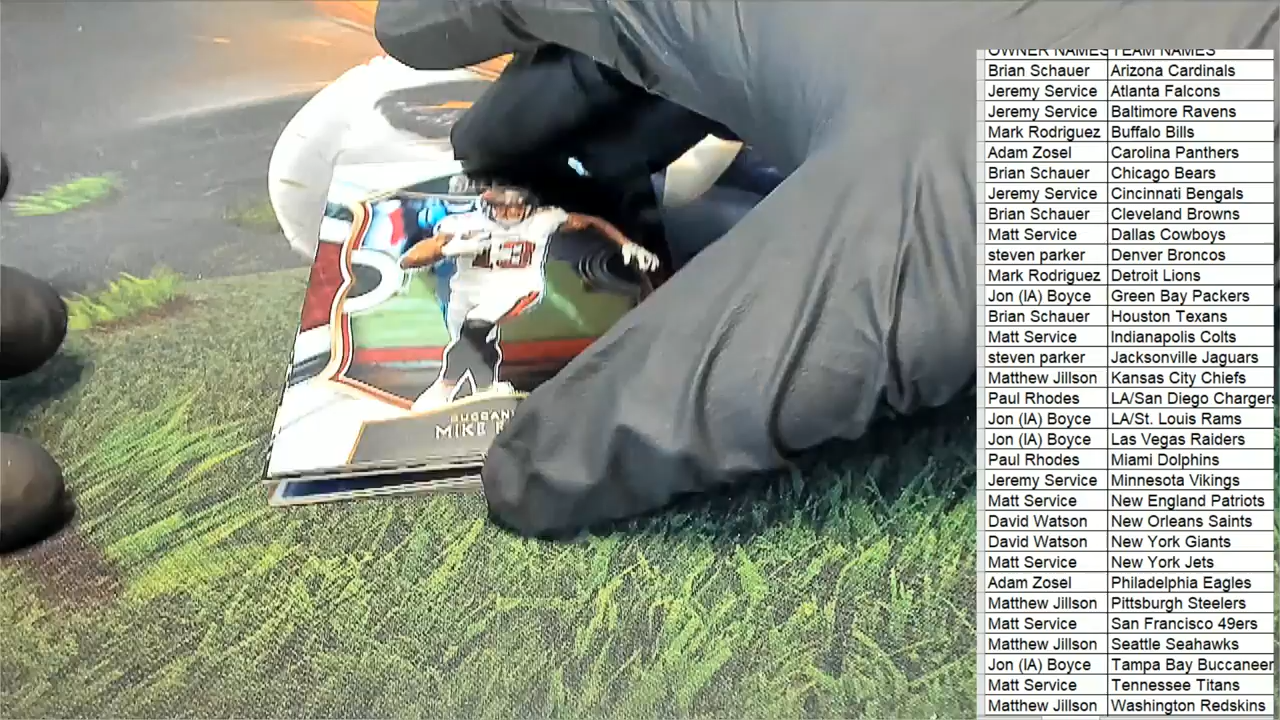 OWNER NAMES TEAM NAMES
Brian Schauer Arizona Cardinals
Jeremy Service Atlanta Falcons
Jeremy Service Baltimore Ravens
Mark Rodriguez Buffalo Bills
Adam Zosel Carolina Panthers
Brian Schauer Chicago Bears
Jeremy Service Cincinnati Bengals
Brian Schauer Cleveland Browns
Matt Service Dallas Cowboys
steven parker Denver Broncos
Mark Rodriguez Detroit Lions
Jon (IA) Boyce Green Bay Packers
Brian Schauer Houston Texans
Matt Service Indianapolis Colts
steven parker Jacksonville Jaguars
Matthew Jillson Kansas City Chiefs
Paul Rhodes LA/San Diego Chargers
Jon (IA) Boyce LA/St. Louis Rams
Jon (IA) Boyce Las Vegas Raiders
Paul Rhodes Miami Dolphins
Jeremy Service Minnesota Vikings
Matt Service New England Patriots
David Watson New Orleans Saints
David Watson New York Giants
Matt Service New York Jets
Adam Zosel Philadelphia Eagles
Matthew Jillson Pittsburgh Steelers
Matt Service San Francisco 49ers
Matthew Jillson Seattle Seahawks
Jon (IA) Boyce Tampa Bay Buccaneer
Matt Service Tennessee Titans
Matthew Jillson Washington Redskins
13
BUCCAN
MIKE